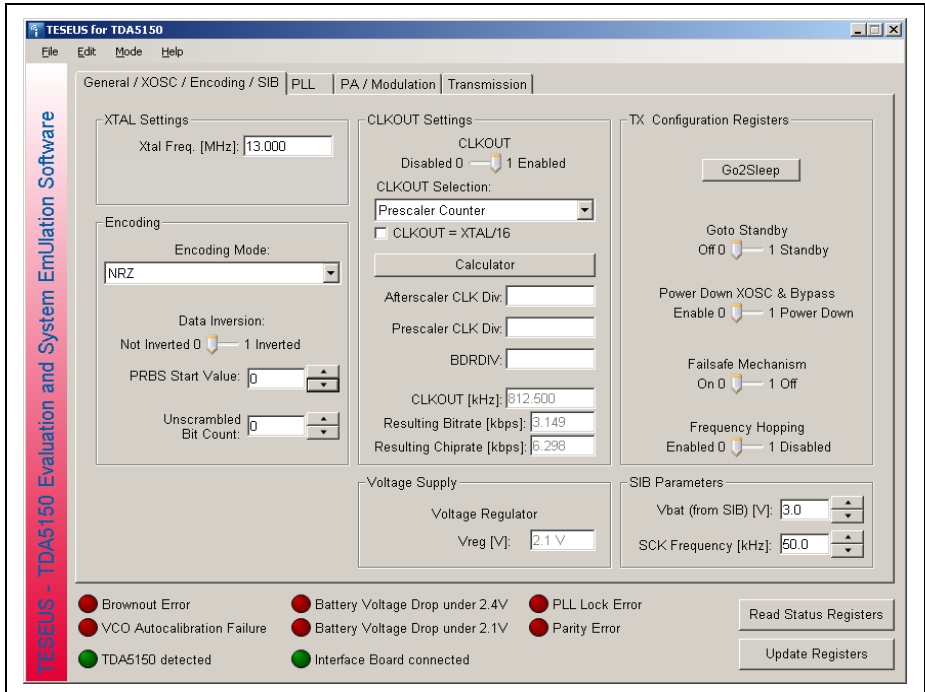 TESEUS for TDA5150
File Edit Mode Help
General / XOSC / Encoding / SIB PLL PA / Modulation Transmission
TESEUS - TDA5150 Evaluation and System EmUlation Software
XTAL Settings
Xtal Freq. [MHz]: 13.000
Encoding
Encoding Mode:
NRZ
Data Inversion:
Not Inverted 0 1 Inverted
PRBS Start Value: 0
Unscrambled
Bit Count: 0
CLKOUT Settings
CLKOUT
Disabled 0 1 Enabled
CLKOUT Selection:
Prescaler Counter
CLKOUT = XTAL/16
Calculator
Afterscaler CLK Div:
Prescaler CLK Div:
BDRDIV:
CLKOUT [kHz]: 812.500
Resulting Bitrate [kbps]: 3.149
Resulting Chiprate [kbps]: 6.298
Voltage Supply
Voltage Regulator
Vreg [V]: 2.1 V
TX Configuration Registers
Go2Sleep
Goto Standby
Off 0 1 Standby
Power Down XOSC & Bypass
Enable 0 1 Power Down
Failsafe Mechanism
On 0 1 Off
Frequency Hopping
Enabled 0 1 Disabled
SIB Parameters
Vbat (from SIB) [V]: 3.0
SCK Frequency [kHz]: 50.0
Brownout Error Battery Voltage Drop under 2.4V PLL Lock Error
VCO Autocalibration Failure Battery Voltage Drop under 2.1V Parity Error
TDA5150 detected Interface Board connected
Read Status Registers
Update Registers